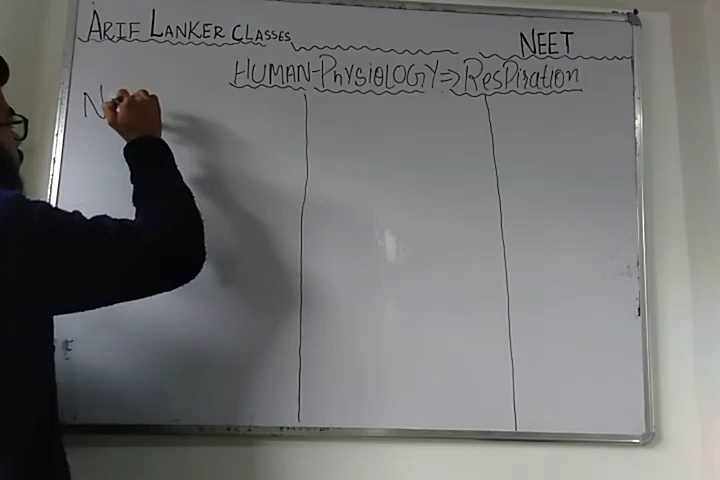 ARIF LANKER CLASSES NEET
HUMAN-PhysIOLOGY⇒ResPiration
N